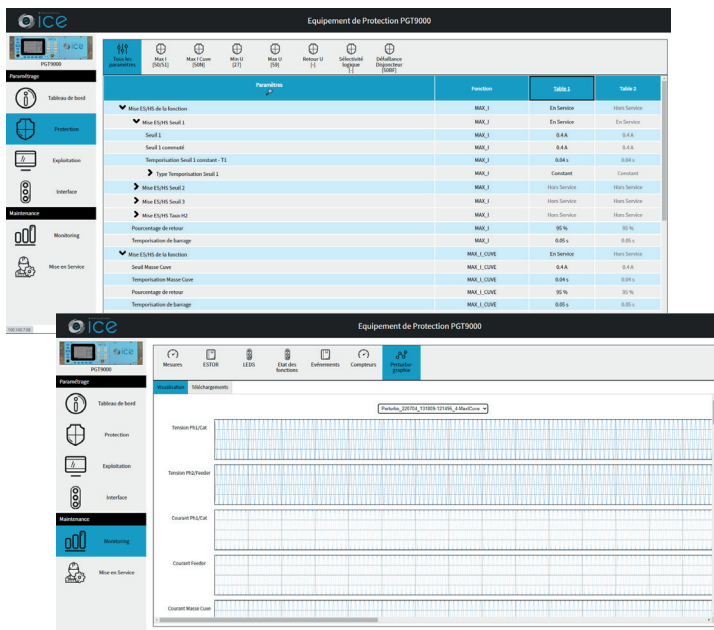 ice
Equipement de Protection PGT9000
ice
PGT9000
Paramétrage
Tableau de bord
Protection
Exploitation
Interface
Maintenance
Monitoring
Mise en Service
Tous les paramètres
Max I [50/51]
Max I Cuve [50N]
Min U [27]
Max U [59]
Retour U [-]
Sélectivité logique [-]
Défaillance Disjoncteur [50BF]
Paramètres Fonction Table 1 Table 2
Mise ES/HS de la fonction MAX_I En Service Hors Service
Mise ES/HS Seuil 1 MAX_I En Service En Service
Seuil 1 MAX_I 0.4 A 0.4 A
Seuil 1 commuté MAX_I 0.4 A 0.4 A
Temporisation Seuil 1 constant - T1 MAX_I 0.04 s 0.04 s
Type Temporisation Seuil 1 MAX_I Constant Constant
Mise ES/HS Seuil 2 MAX_I Hors Service Hors Service
Mise ES/HS Seuil 3 MAX_I Hors Service Hors Service
Mise ES/HS Taux H2 MAX_I Hors Service Hors Service
Pourcentage de retour MAX_I 95 % 95 %
Temporisation de barrage MAX_I 0.05 s 0.05 s
Mise ES/HS de la fonction MAX_I_CUVE En Service Hors Service
Seuil Masse Cuve MAX_I_CUVE 0.4 A 0.4 A
Temporisation Masse Cuve MAX_I_CUVE 0.04 s 0.04 s
Pourcentage de retour MAX_I_CUVE 95 % 95 %
Temporisation de barrage MAX_I_CUVE 0.05 s 0.05 s
ice
Equipement de Protection PGT9000
ice
PGT9000
Paramétrage
Tableau de bord
Protection
Exploitation
Interface
Maintenance
Monitoring
Mise en Service
Mesures
ESTOR
LEDS
Etat des fonctions
Evénements
Compteurs
Perturbo graphie
Visualisation Téléchargements
Perturbo_220704_131809-121496_4-MaxICuve
Tension Ph1/Cat
Tension Ph2/Feeder
Courant Ph1/Cat
Courant Feeder
Courant Masse Cuve